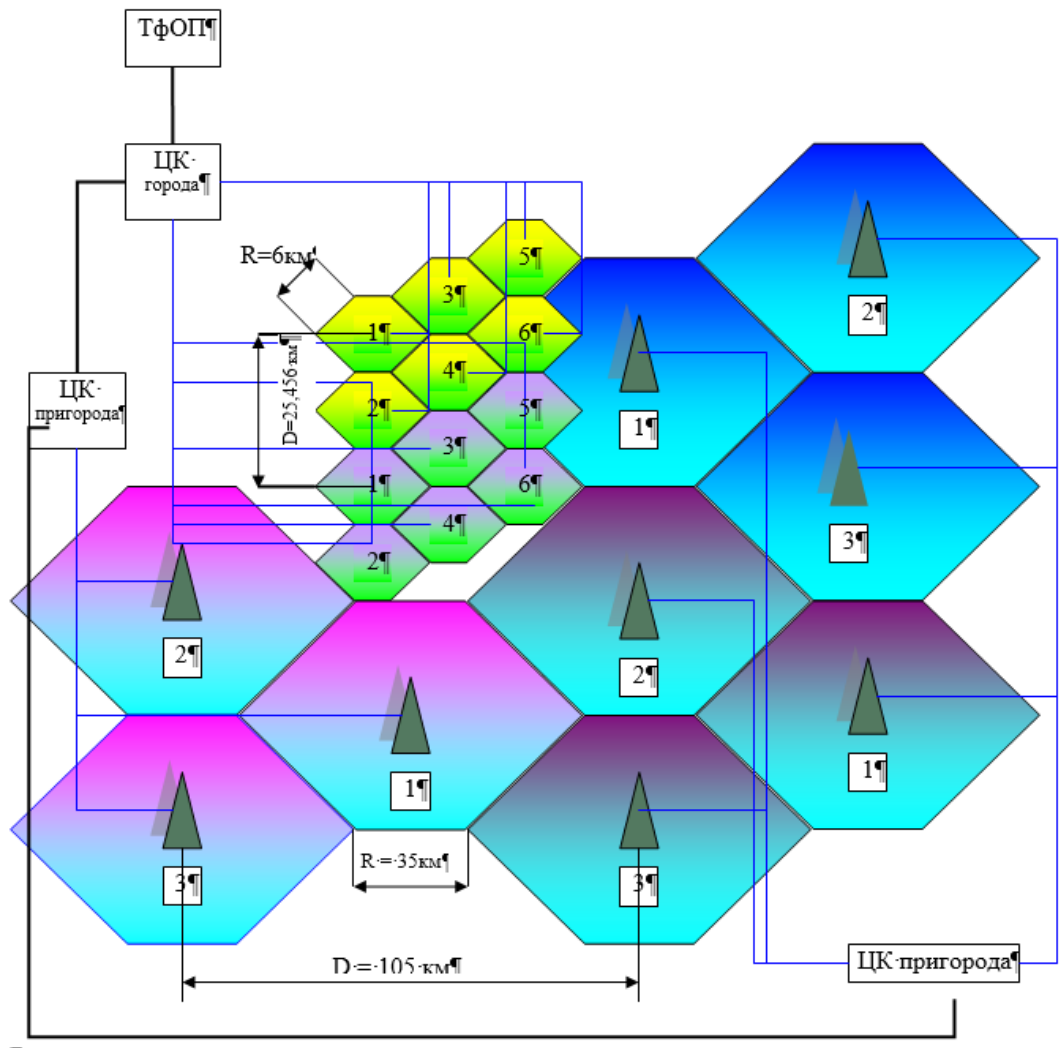 ТфОП¶
ЦК·
города¶
R=6км¶
5¶
3¶
1¶
6¶
2¶
4¶
D=25,456·км¶
ЦК·
пригорода¶
2¶
5¶
1¶
3¶
1¶
6¶
3¶
4¶
2¶
2¶
2¶
1¶
1¶
3¶
3¶
R·=·35км¶
D·=·105·км¶
ЦК·пригорода¶